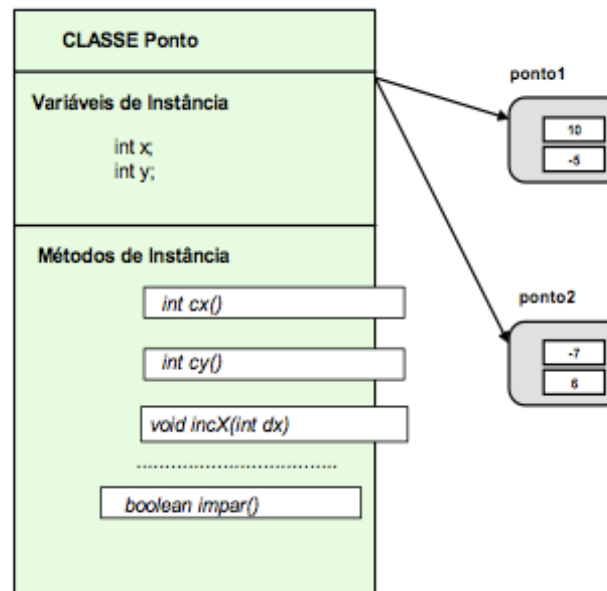 CLASSE Ponto
Variáveis de Instância
int x;
int y;
Métodos de Instância
int cx()
int cy()
void incX(int dx)
.......................................
boolean impar()
ponto1
10
-5
ponto2
-7
6